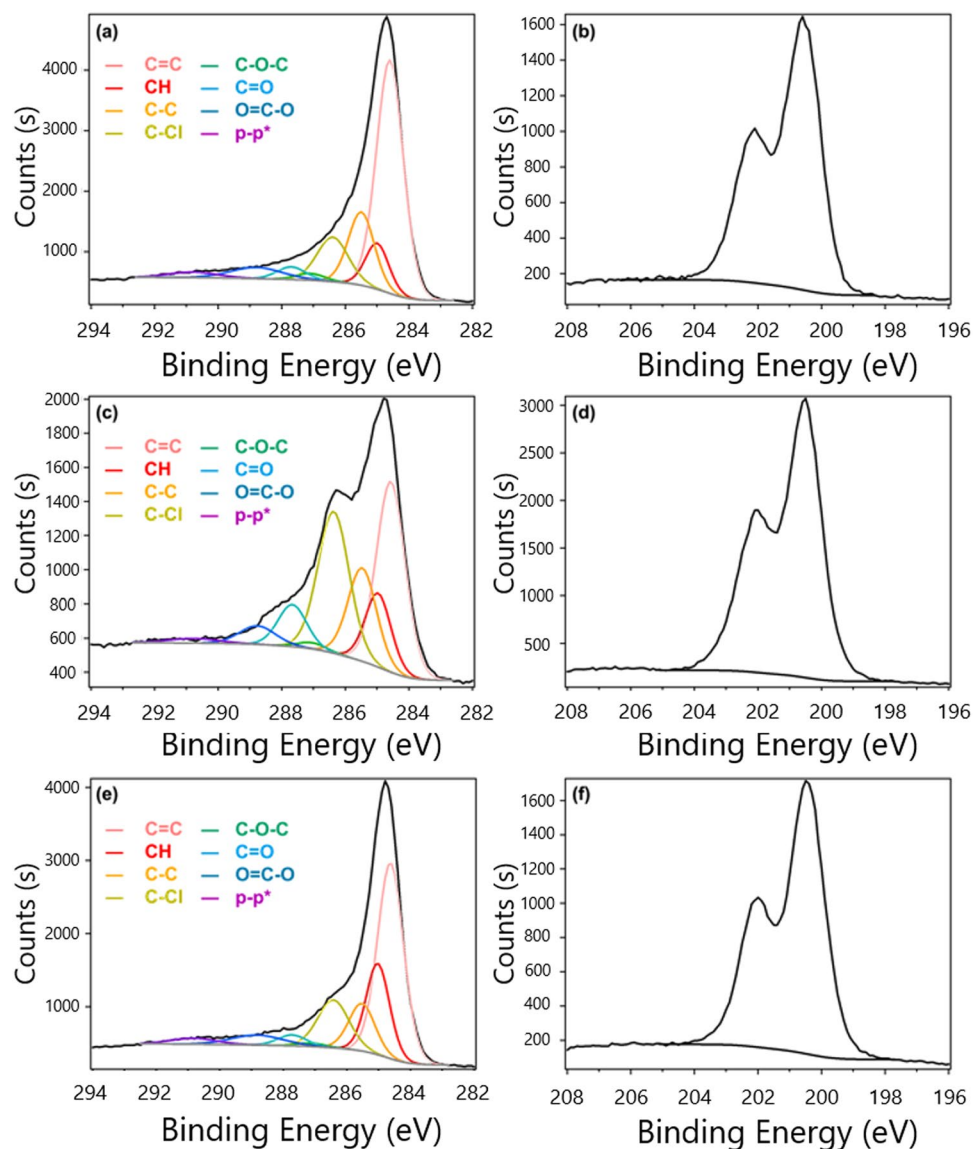 (a)
C=C — C-O-C
CH — C=O
C-C — O=C-O
C-Cl — p-p*
4000
3000
2000
1000
Counts (s)
294 292 290 288 286 284 282
Binding Energy (eV)
(b)
1600
1400
1200
1000
800
600
400
200
Counts (s)
208 206 204 202 200 198 196
Binding Energy (eV)
(c)
C=C — C-O-C
CH — C=O
C-C — O=C-O
C-Cl — p-p*
2000
1800
1600
1400
1200
1000
800
600
400
Counts (s)
294 292 290 288 286 284 282
Binding Energy (eV)
(d)
3000
2500
2000
1500
1000
500
Counts (s)
208 206 204 202 200 198 196
Binding Energy (eV)
(e)
C=C — C-O-C
CH — C=O
C-C — O=C-O
C-Cl — p-p*
4000
3000
2000
1000
Counts (s)
294 292 290 288 286 284 282
Binding Energy (eV)
(f)
1600
1400
1200
1000
800
600
400
200
Counts (s)
208 206 204 202 200 198 196
Binding Energy (eV)